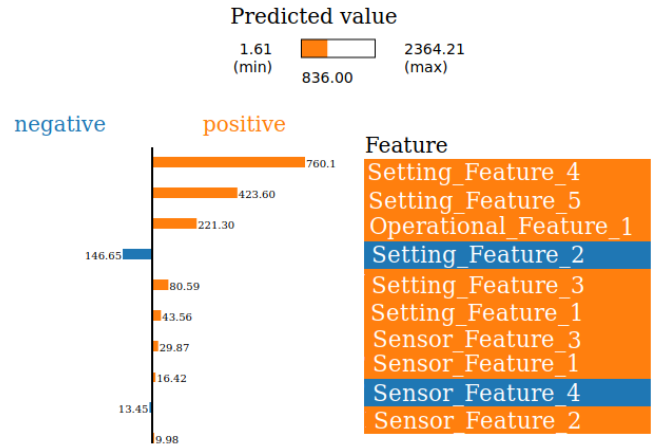 Predicted value
1.61
(min)
2364.21
(max)
836.00
negative
positive
Feature
760.1
Setting_Feature_4
423.60
Setting_Feature_5
221.30
Operational_Feature_1
146.65
Setting_Feature_2
80.59
Setting_Feature_3
43.56
Setting_Feature_1
29.87
Sensor_Feature_3
16.42
Sensor_Feature_1
13.45
Sensor_Feature_4
9.98
Sensor_Feature_2